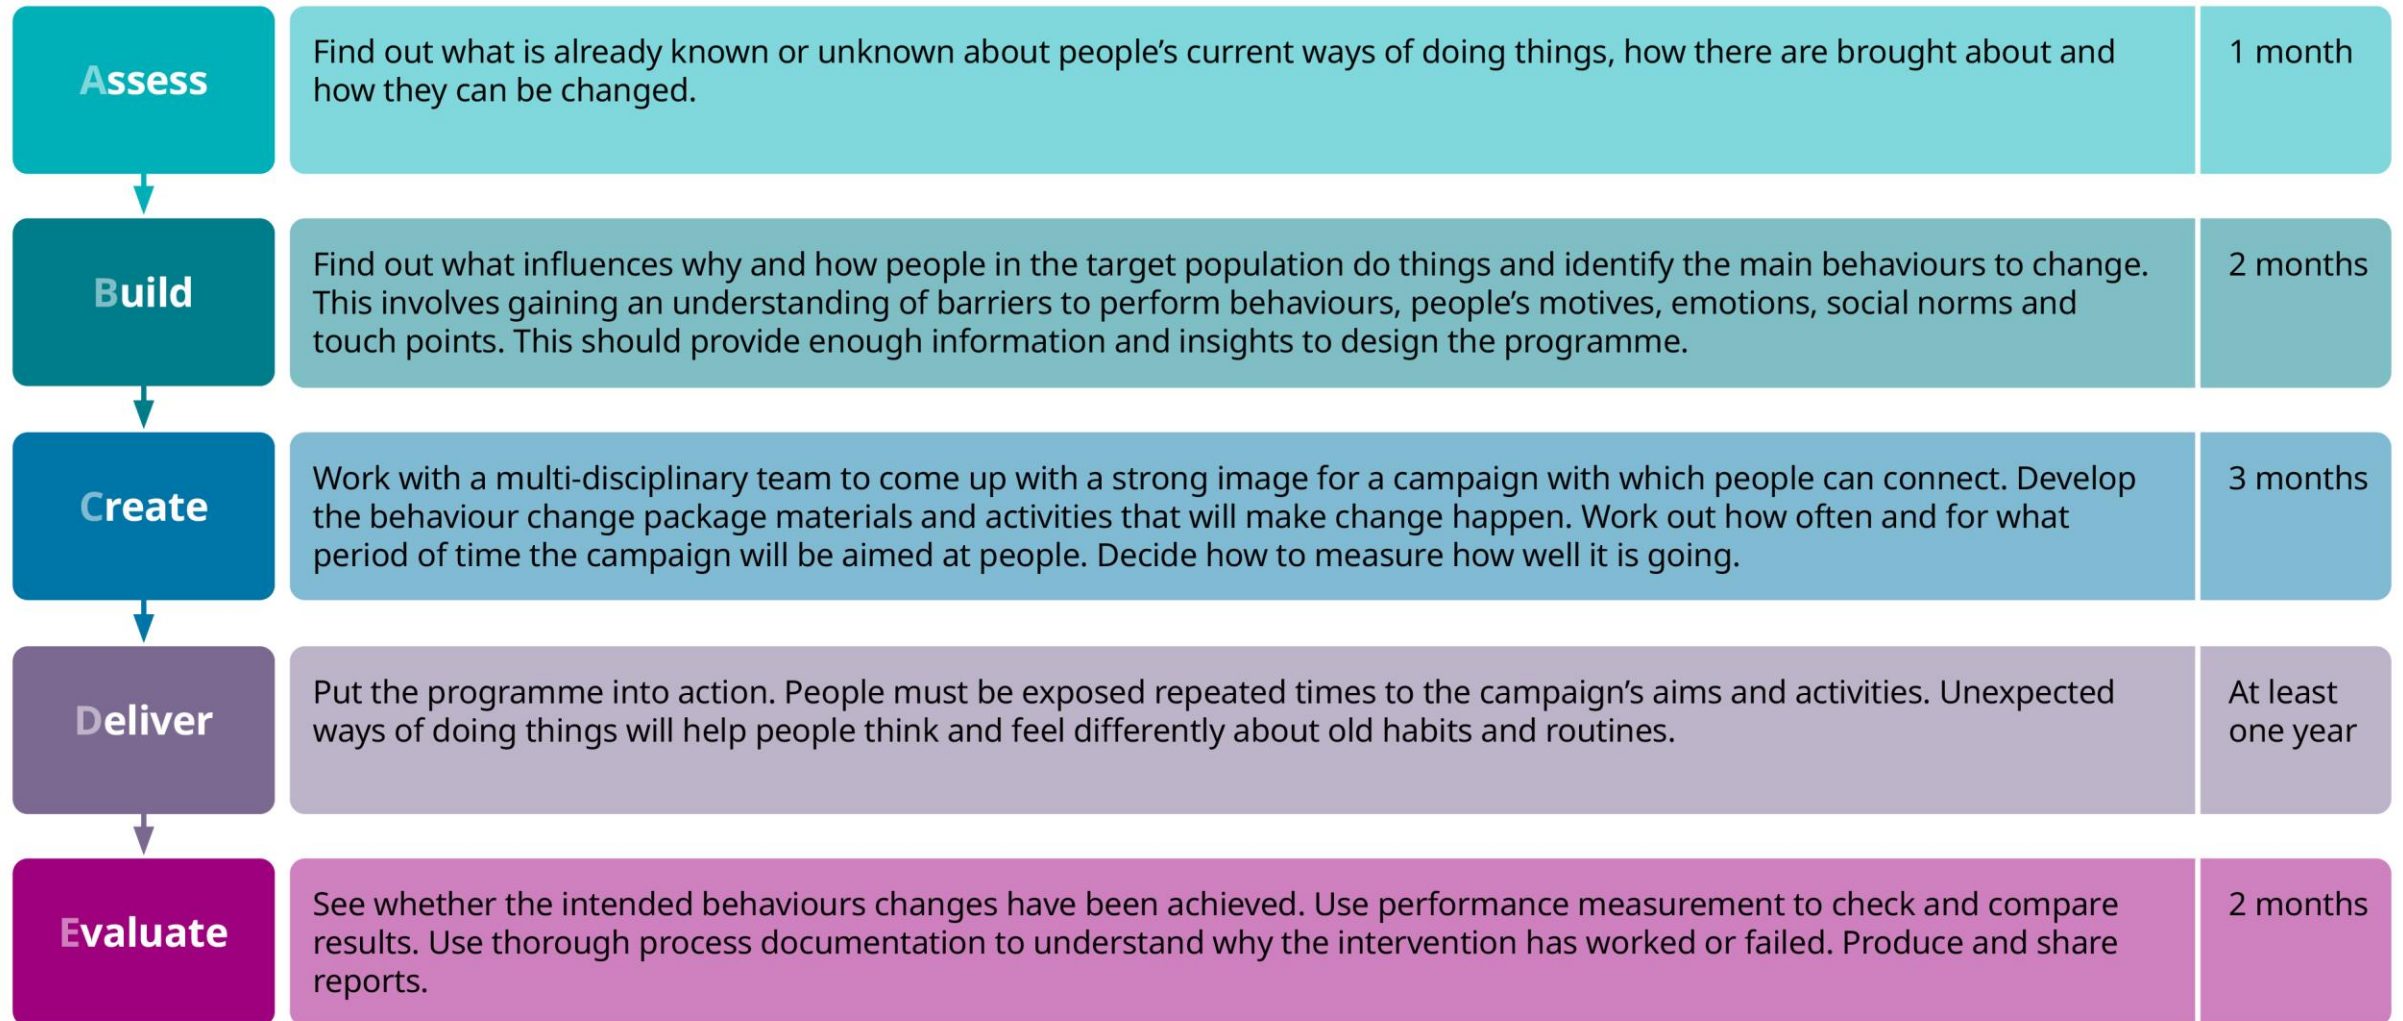 Assess
Find out what is already known or unknown about people’s current ways of doing things, how there are brought about and
how they can be changed.
1 month
Build
Find out what influences why and how people in the target population do things and identify the main behaviours to change.
This involves gaining an understanding of barriers to perform behaviours, people’s motives, emotions, social norms and
touch points. This should provide enough information and insights to design the programme.
2 months
Create
Work with a multi-disciplinary team to come up with a strong image for a campaign with which people can connect. Develop
the behaviour change package materials and activities that will make change happen. Work out how often and for what
period of time the campaign will be aimed at people. Decide how to measure how well it is going.
3 months
Deliver
Put the programme into action. People must be exposed repeated times to the campaign’s aims and activities. Unexpected
ways of doing things will help people think and feel differently about old habits and routines.
At least
one year
Evaluate
See whether the intended behaviours changes have been achieved. Use performance measurement to check and compare
results. Use thorough process documentation to understand why the intervention has worked or failed. Produce and share
reports.
2 months